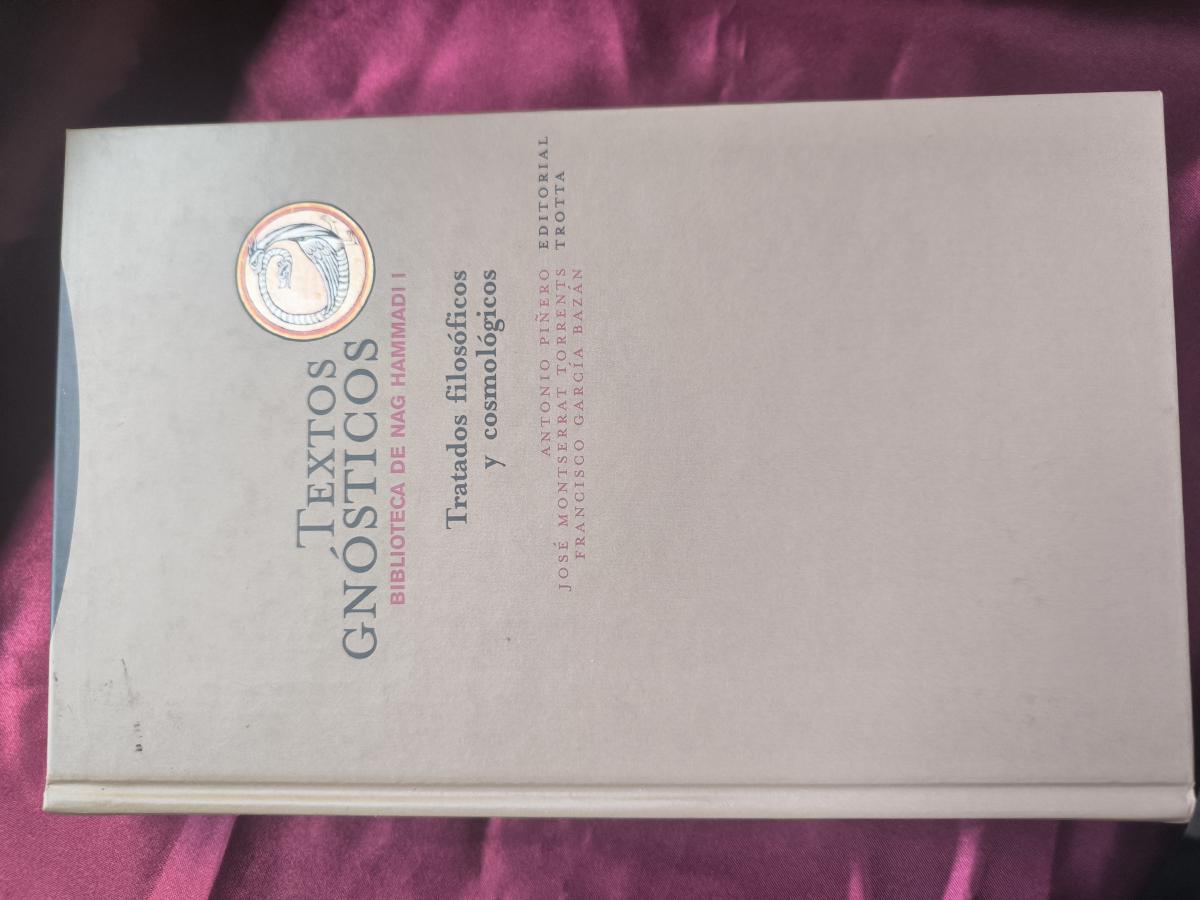 TEXTOS
GNÓSTICOS
BIBLIOTECA DE NAG HAMMADI I
Tratados filosóficos
y cosmológicos
ANTONIO PIÑERO
JOSÉ MONTSERRAT TORRENTS
FRANCISCO GARCÍA BAZÁN
EDITORIAL
TROTTA